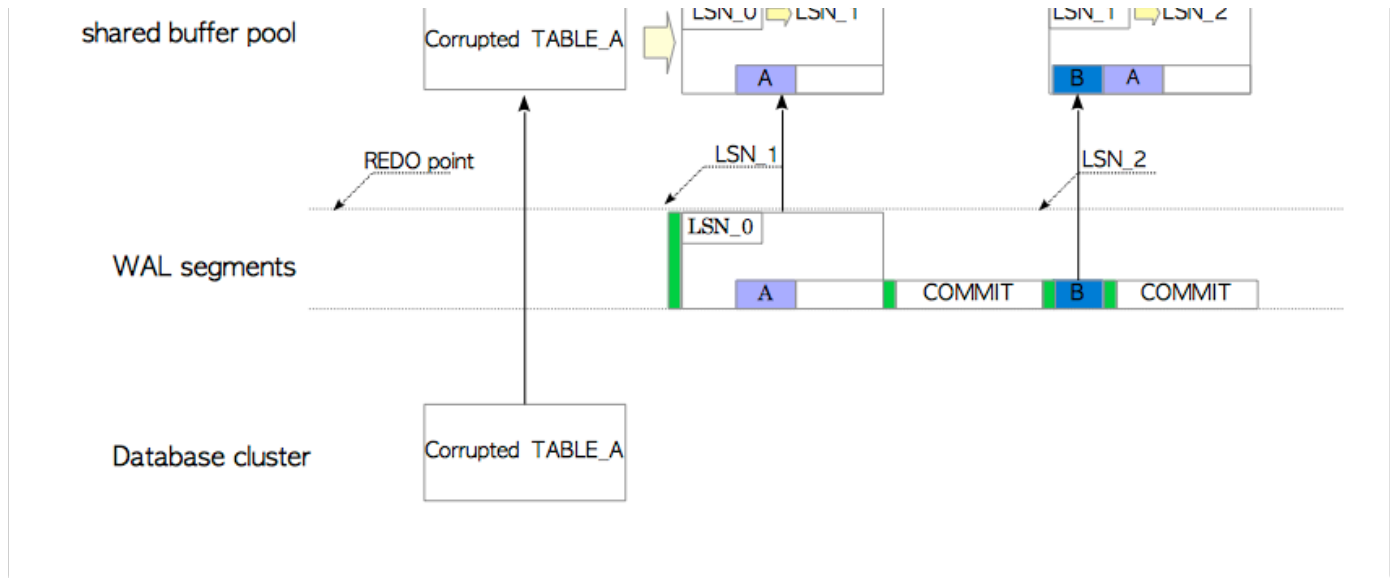 LSN_0 LSN_1 LSN_1 LSN_2
shared buffer pool
Corrupted TABLE_A
A B A
REDO point LSN_1 LSN_2
LSN_0
WAL segments
A COMMIT B COMMIT
Database cluster
Corrupted TABLE_A